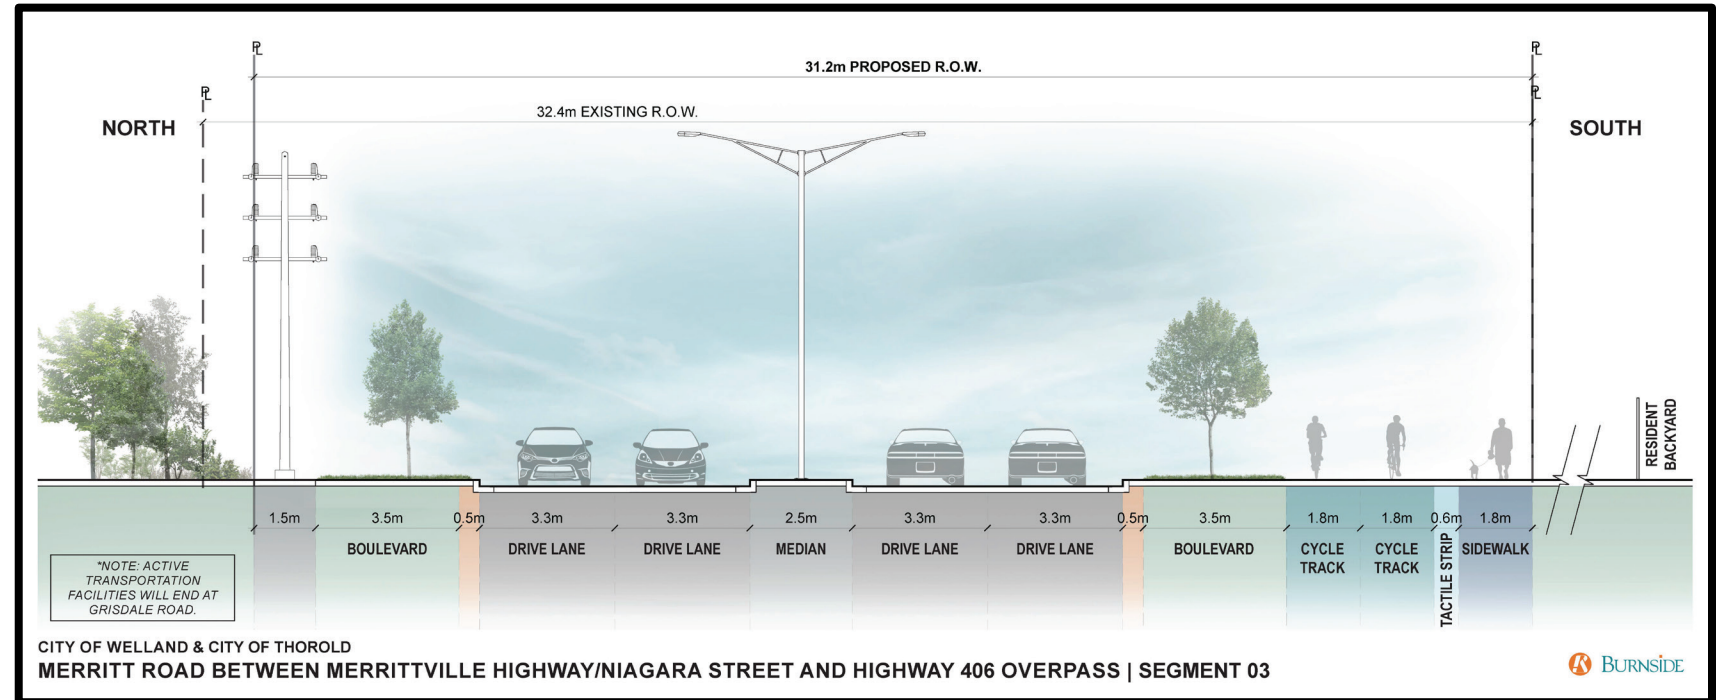 PL
PL
31.2m PROPOSED R.O.W.
PL
PL
32.4m EXISTING R.O.W.
NORTH
SOUTH
RESIDENT
BACKYARD
1.5m 3.5m 0.5m 3.3m 3.3m 2.5m 3.3m 3.3m 0.5m 3.5m 1.8m 1.8m 0.6m 1.8m
BOULEVARD DRIVE LANE DRIVE LANE MEDIAN DRIVE LANE DRIVE LANE BOULEVARD CYCLE TRACK CYCLE TRACK TACTILE STRIP SIDEWALK
*NOTE: ACTIVE
TRANSPORTATION
FACILITIES WILL END AT
GRISDALE ROAD.
CITY OF WELLAND & CITY OF THOROLD
MERRITT ROAD BETWEEN MERRITTVILLE HIGHWAY/NIAGARA STREET AND HIGHWAY 406 OVERPASS | SEGMENT 03
BURNSIDE